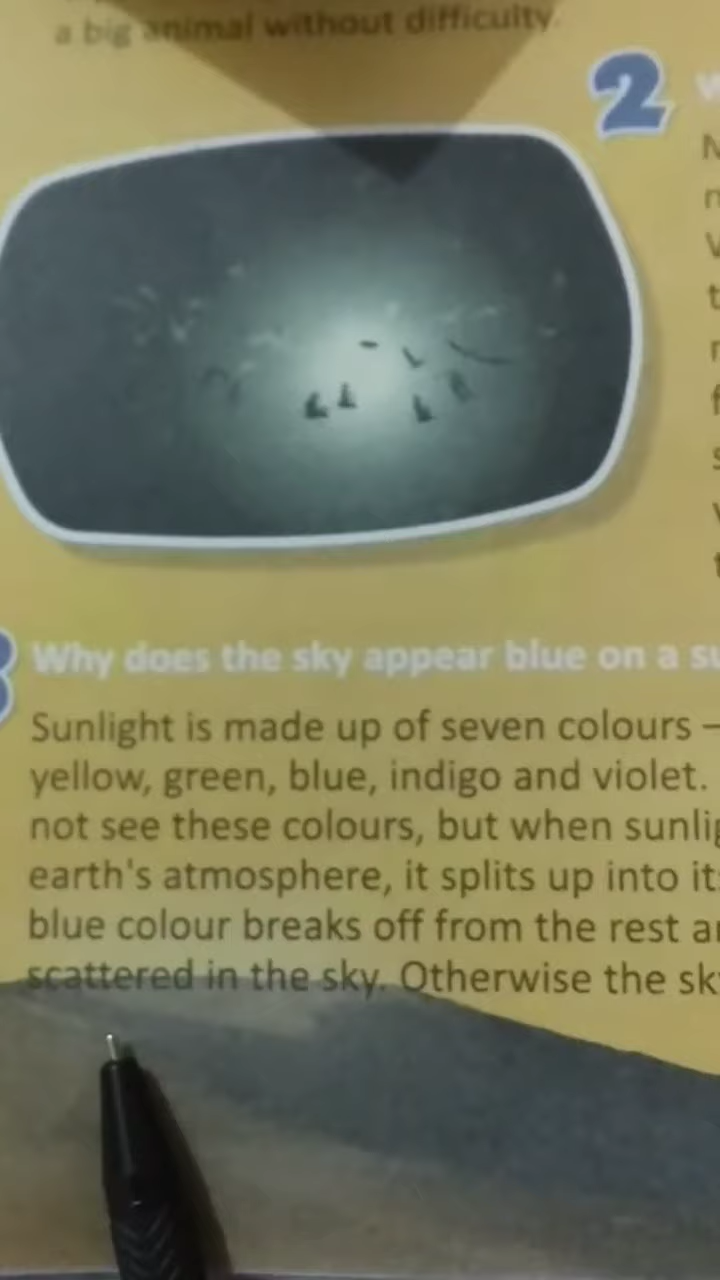 a big animal without difficulty.
2
Why does the sky appear blue on a su
Sunlight is made up of seven colours –
yellow, green, blue, indigo and violet.
not see these colours, but when sunlig
earth's atmosphere, it splits up into it
blue colour breaks off from the rest a
scattered in the sky. Otherwise the sk